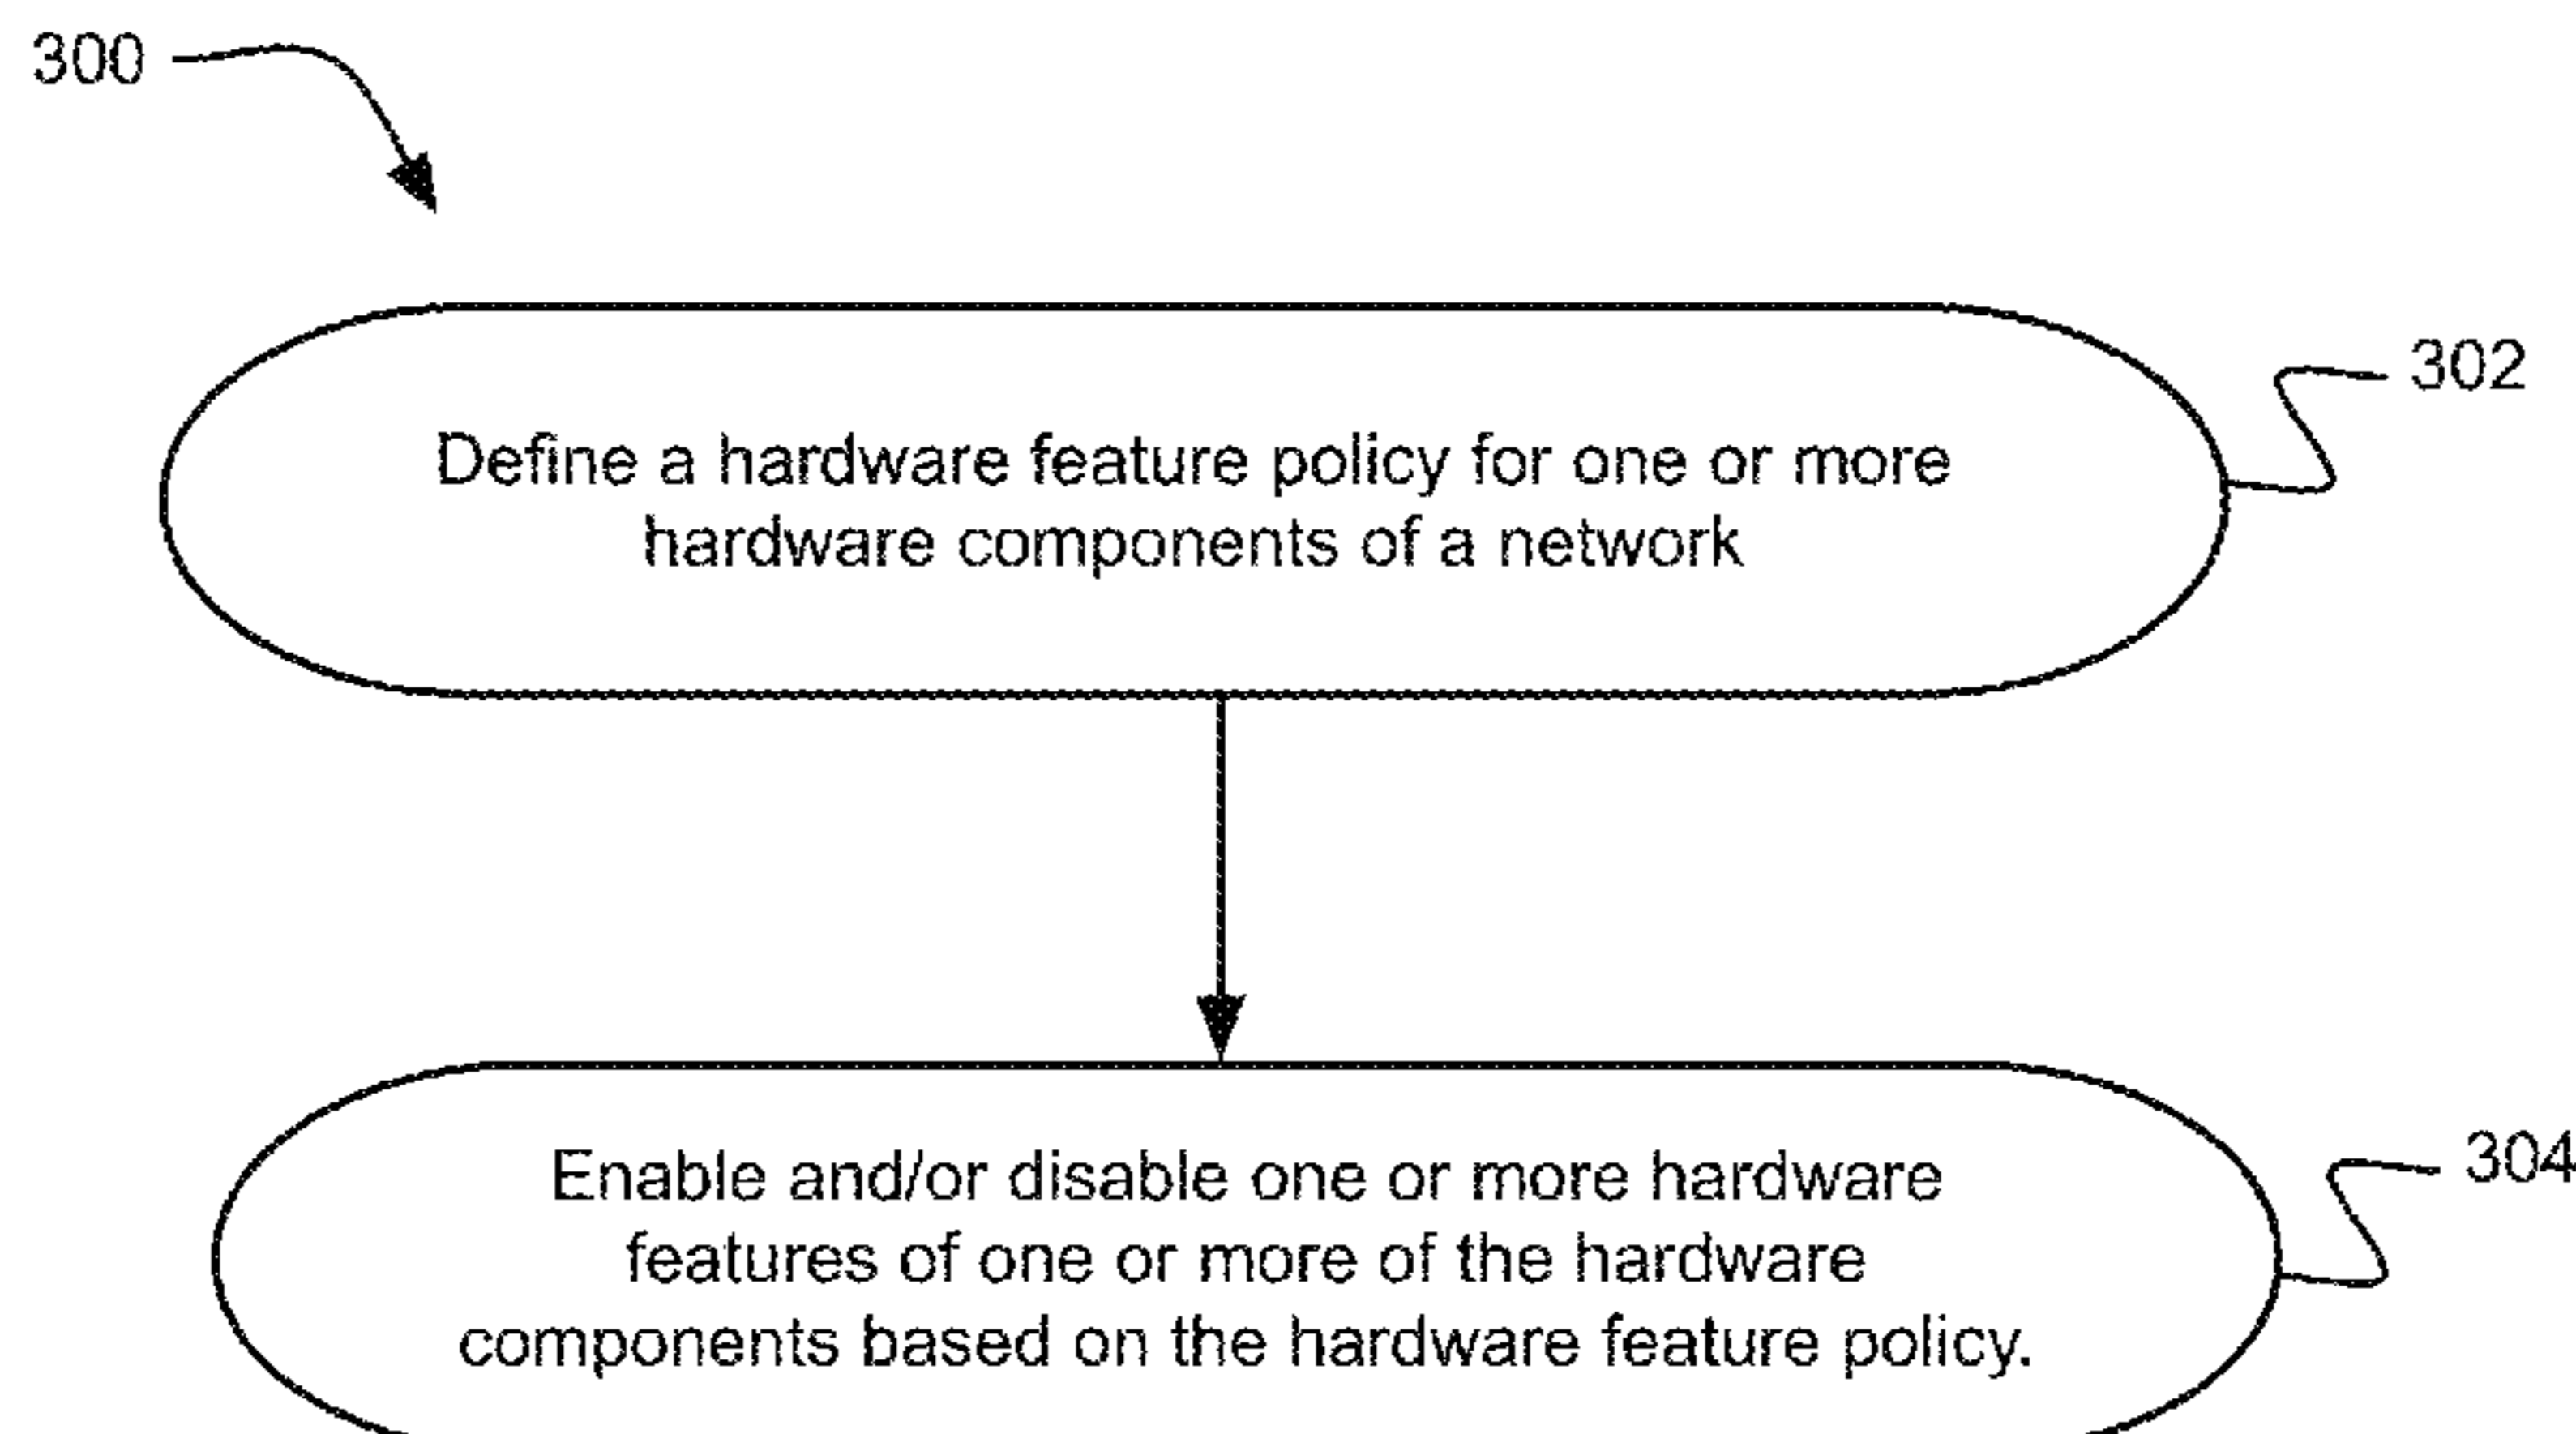 300
302
Define a hardware feature policy for one or more
hardware components of a network
304
Enable and/or disable one or more hardware
features of one or more of the hardware
components based on the hardware feature policy.